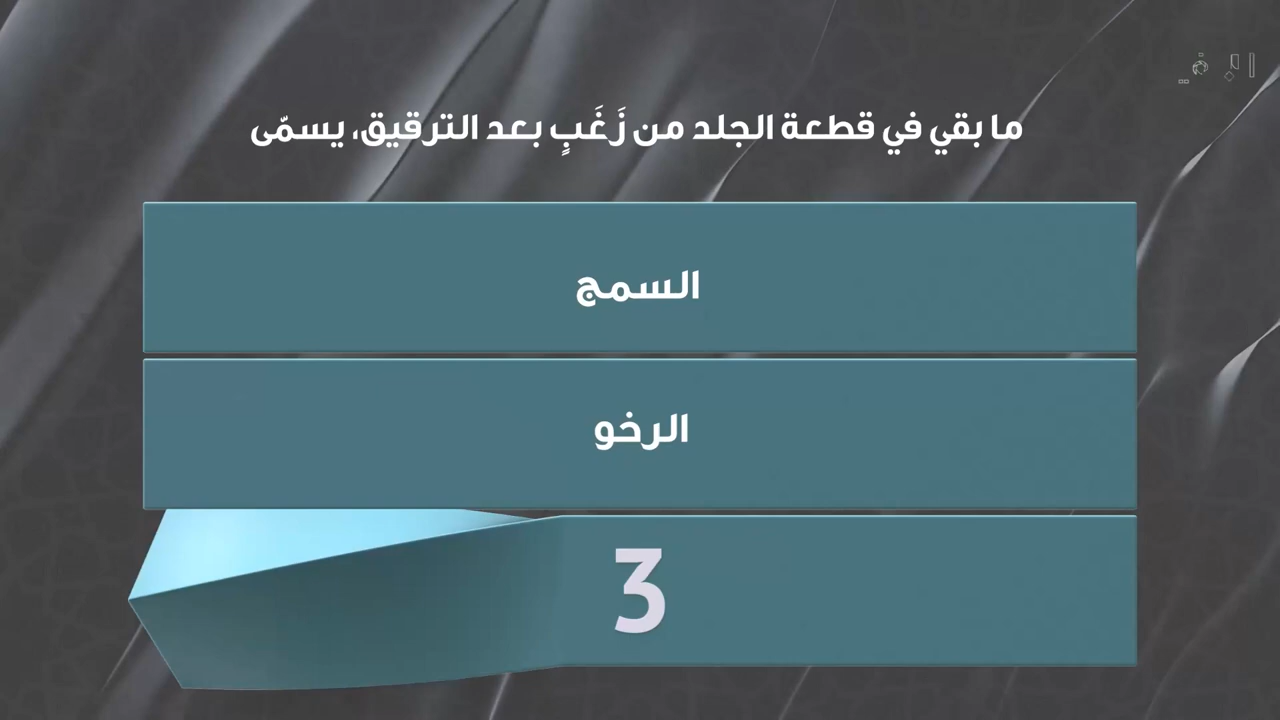 ما بقي في قطعة الجلد من زَغَبٍ بعد الترقيق، يسمّى
السمج
الرخو
3